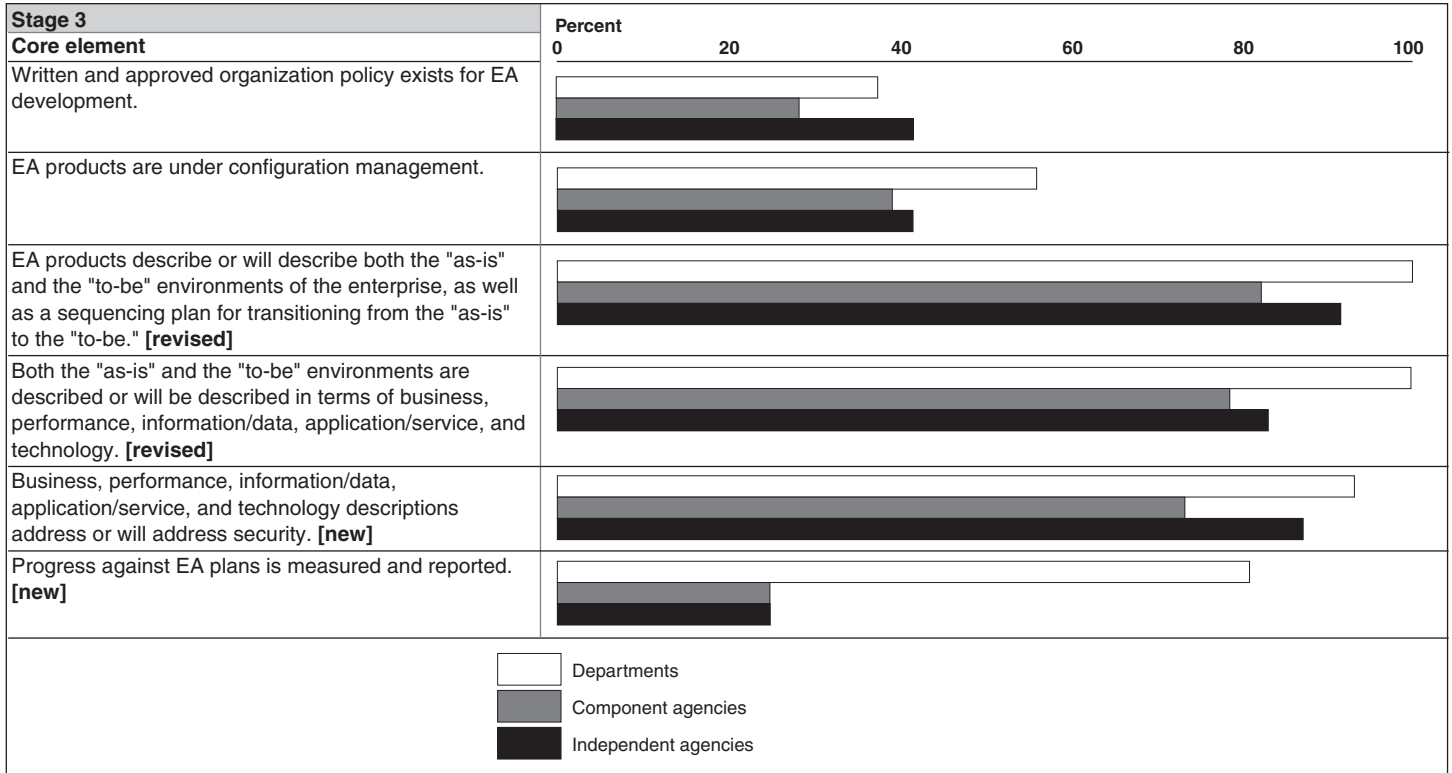 Stage 3
Core element
Percent
0 20 40 60 80 100
Written and approved organization policy exists for EA
development.
EA products are under configuration management.
EA products describe or will describe both the "as-is"
and the "to-be" environments of the enterprise, as well
as a sequencing plan for transitioning from the "as-is"
to the "to-be." [revised]
Both the "as-is" and the "to-be" environments are
described or will be described in terms of business,
performance, information/data, application/service, and
technology. [revised]
Business, performance, information/data,
application/service, and technology descriptions
address or will address security. [new]
Progress against EA plans is measured and reported.
[new]
Departments
Component agencies
Independent agencies